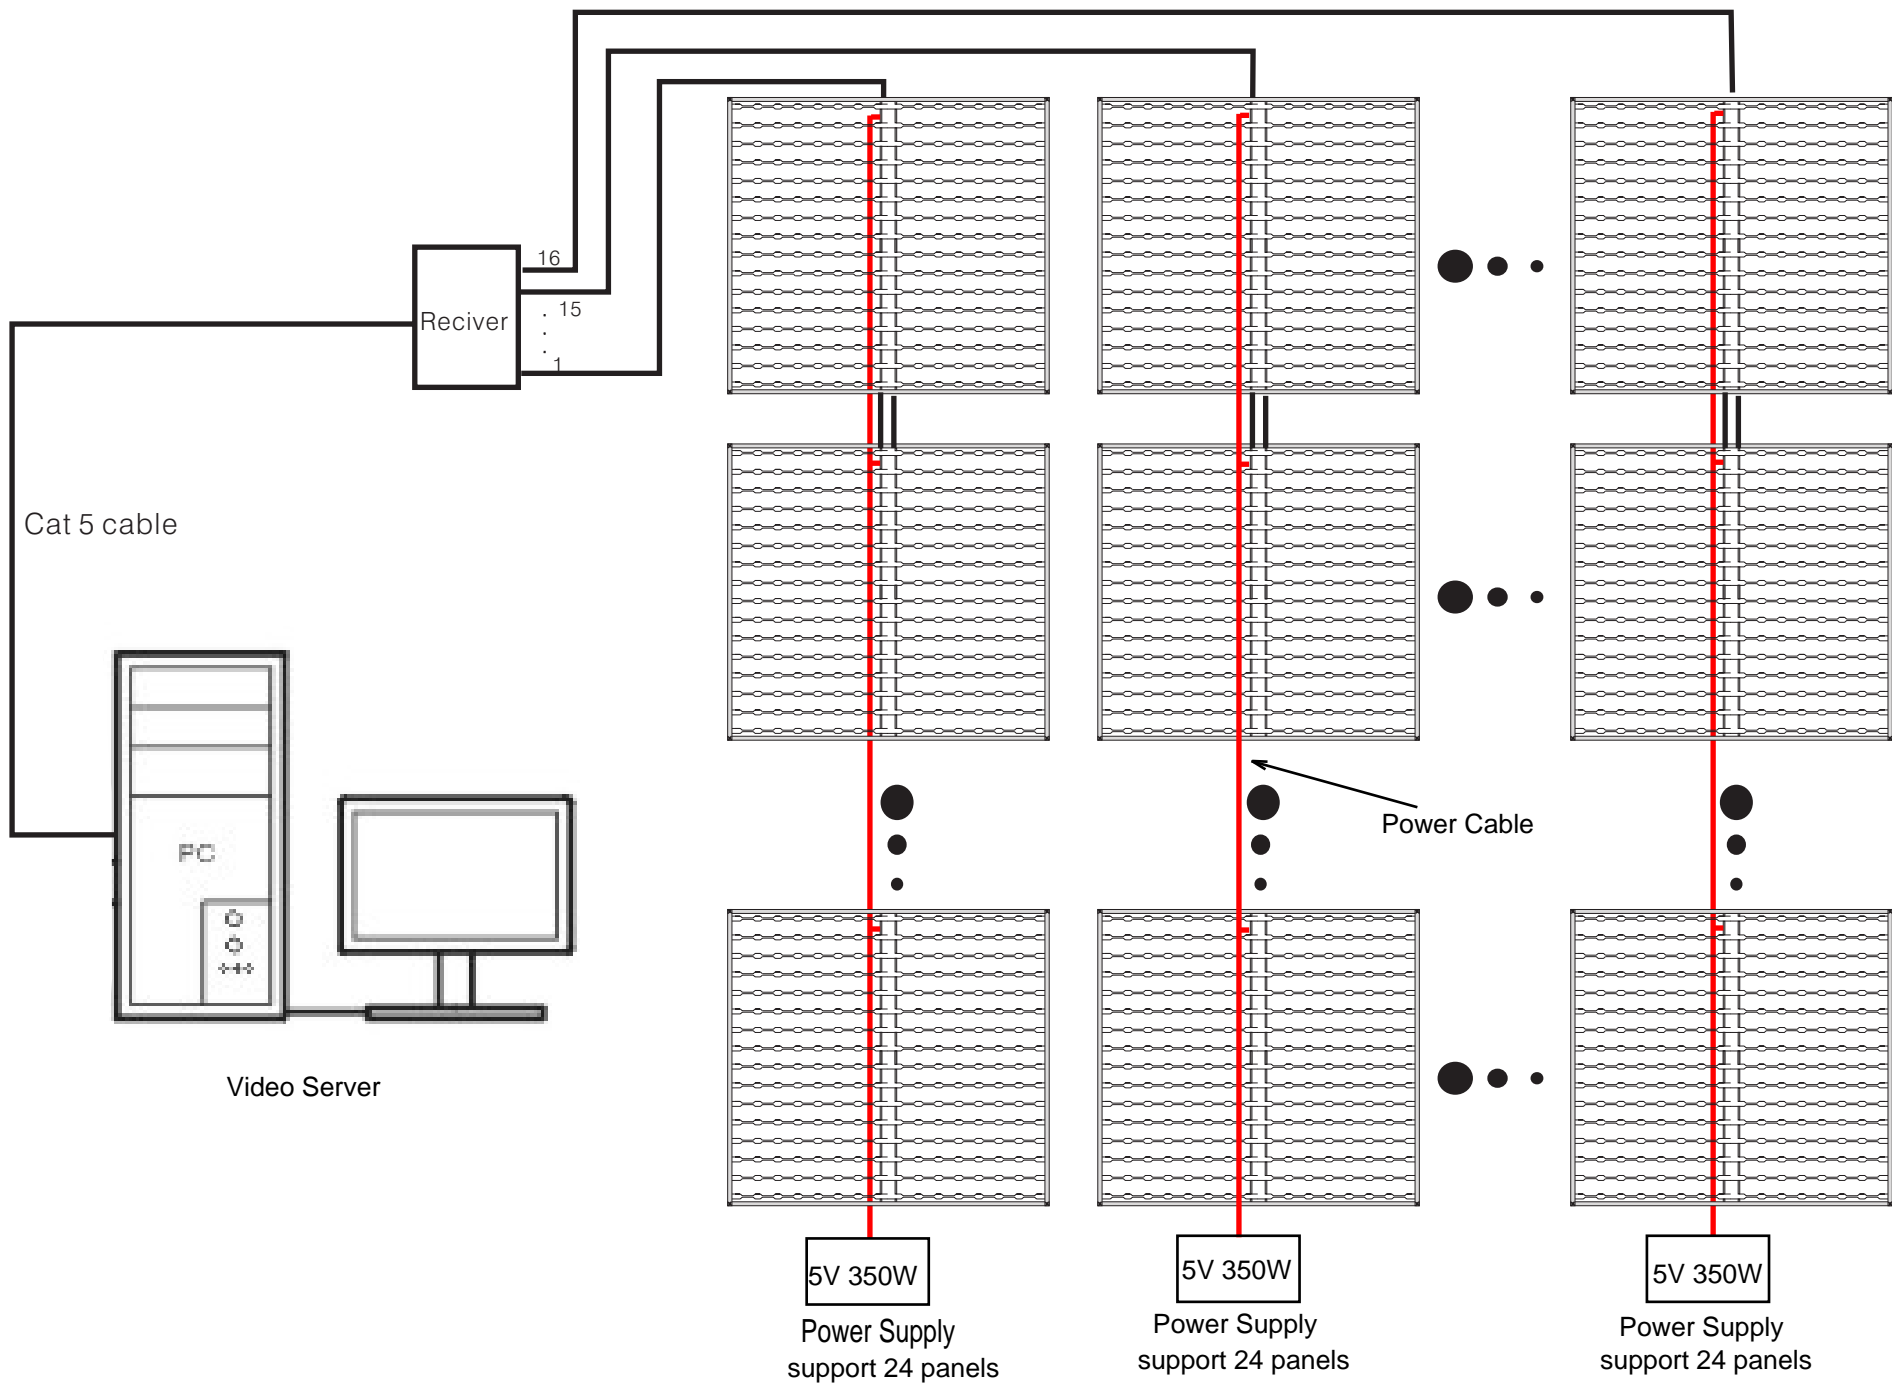 16
Reciver
15
.
.
.
1
Cat 5 cable
Power Cable
PC
Video Server
5V 350W
5V 350W
5V 350W
Power Supply
support 24 panels
Power Supply
support 24 panels
Power Supply
support 24 panels